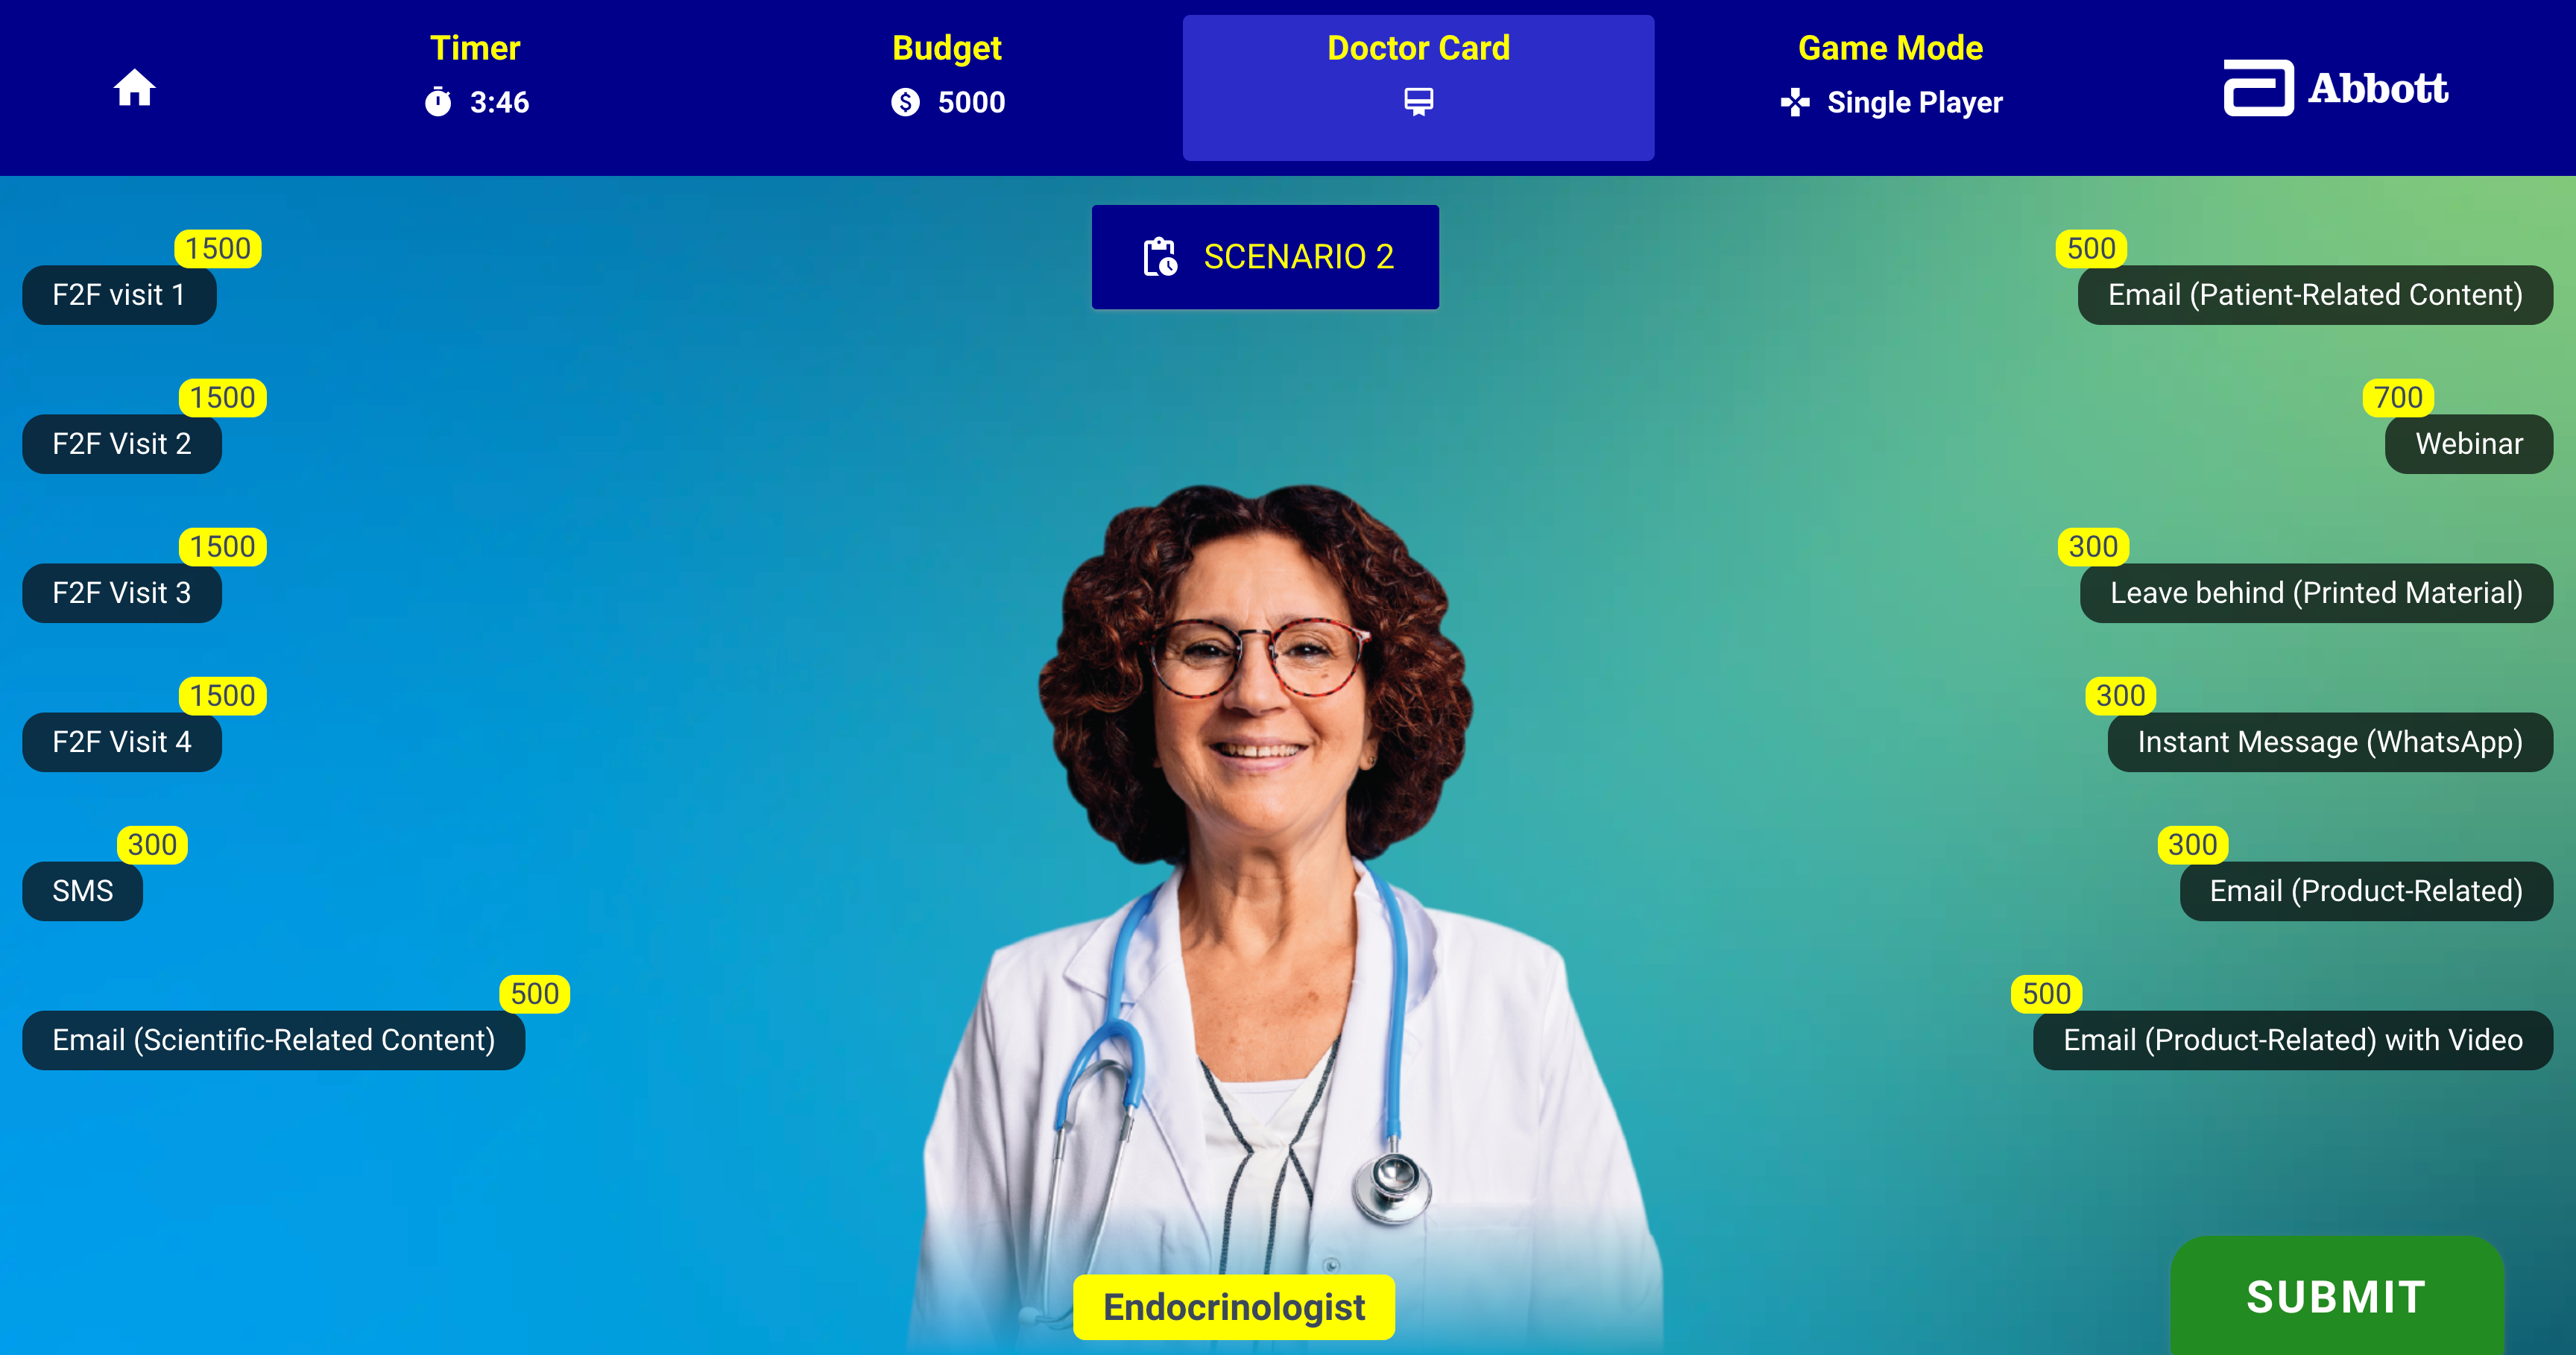 Timer
3:46
Budget
5000
Doctor Card
Game Mode
Single Player
Abbott
SCENARIO 2
1500
F2F visit 1
1500
F2F Visit 2
1500
F2F Visit 3
1500
F2F Visit 4
300
SMS
500
Email (Scientific-Related Content)
500
Email (Patient-Related Content)
700
Webinar
300
Leave behind (Printed Material)
300
Instant Message (WhatsApp)
300
Email (Product-Related)
500
Email (Product-Related) with Video
Endocrinologist
SUBMIT